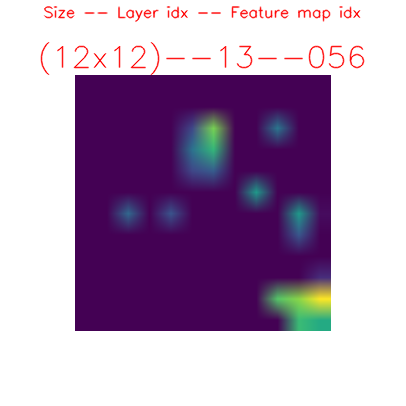 Size -- Layer idx -- Feature map idx
(12x12)--13--056